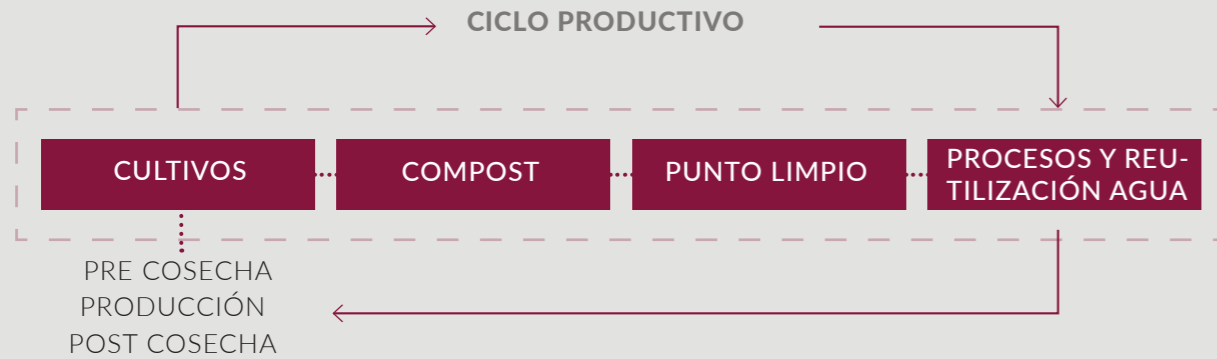 CICLO PRODUCTIVO
CULTIVOS
COMPOST
PUNTO LIMPIO
PROCESOS Y REU-
TILIZACIÓN AGUA
PRE COSECHA
PRODUCCIÓN
POST COSECHA